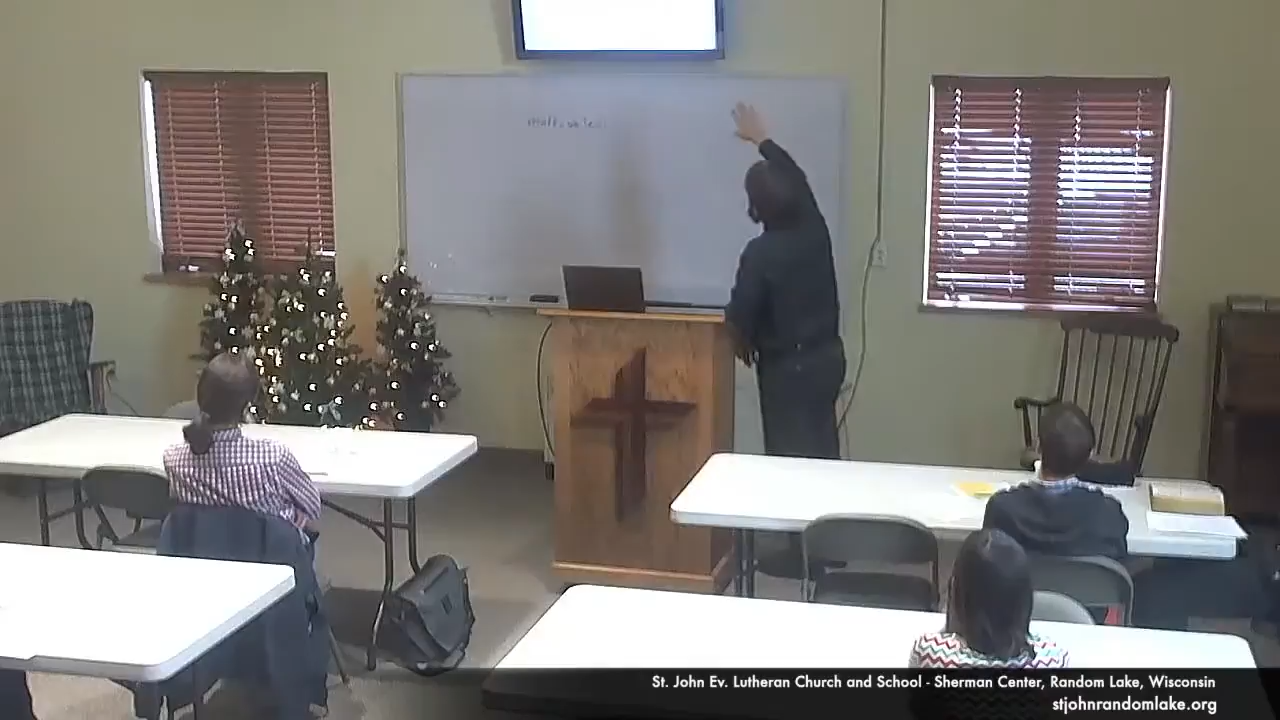 St. John Ev. Lutheran Church and School - Sherman Center, Random Lake, Wisconsin
stjohnrandomlake.org